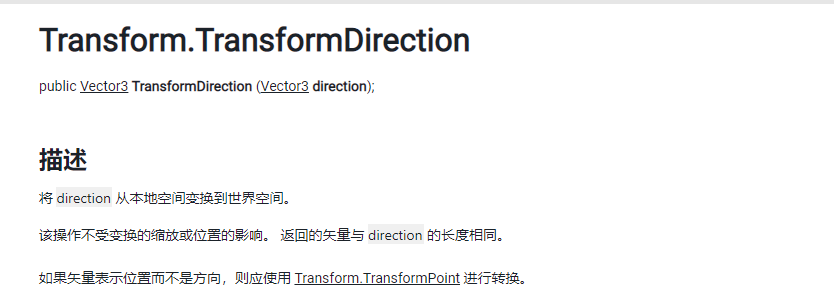 Transform.TransformDirection
public Vector3 TransformDirection (Vector3 direction);
描述
将 direction 从本地空间变换到世界空间。
该操作不受变换的缩放或位置的影响。 返回的矢量与 direction 的长度相同。
如果矢量表示位置而不是方向，则应使用 Transform.TransformPoint 进行转换。